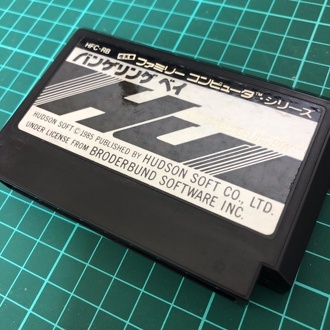 HFC-RB
ファミリー コンピュータ™シリーズ
バンゲリング ベイ
HUDSON SOFT © 1985 PUBLISHED BY HUDSON SOFT CO., LTD.
UNDER LICENSE FROM BRODERBUND SOFTWARE INC.